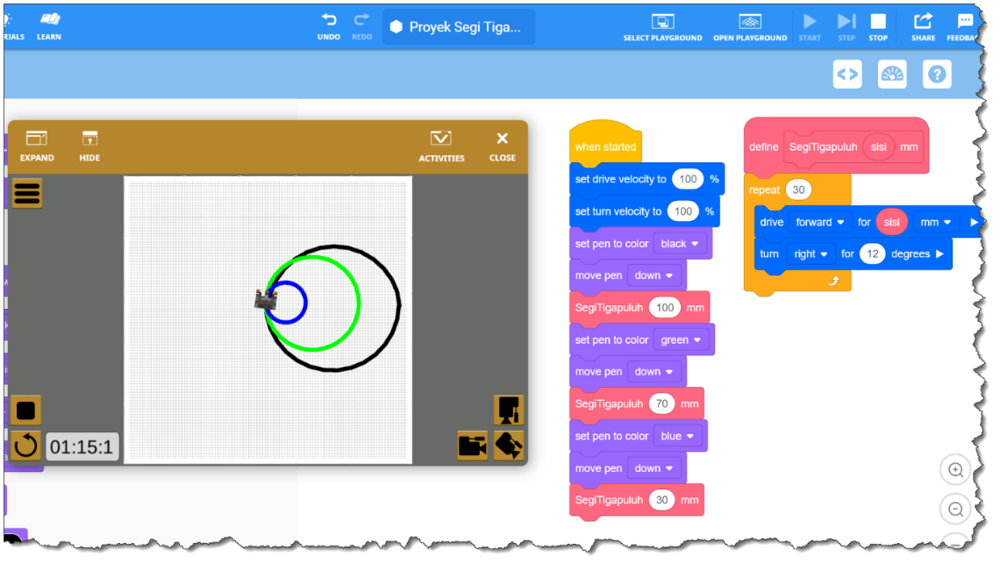 RIALS
LEARN
UNDO
REDO
Proyek Segi Tiga...
SELECT PLAYGROUND
OPEN PLAYGROUND
START
STEP
STOP
SHARE
FEEDBA
EXPAND
HIDE
ACTIVITIES
CLOSE
01:15:1
when started
set drive velocity to 100 %
set turn velocity to 100 %
set pen to color black
move pen down
SegiTigapuluh 100 mm
set pen to color green
move pen down
SegiTigapuluh 70 mm
set pen to color blue
move pen down
SegiTigapuluh 30 mm
define SegiTigapuluh sisi mm
repeat 30
drive forward for sisi mm
turn right for 12 degrees